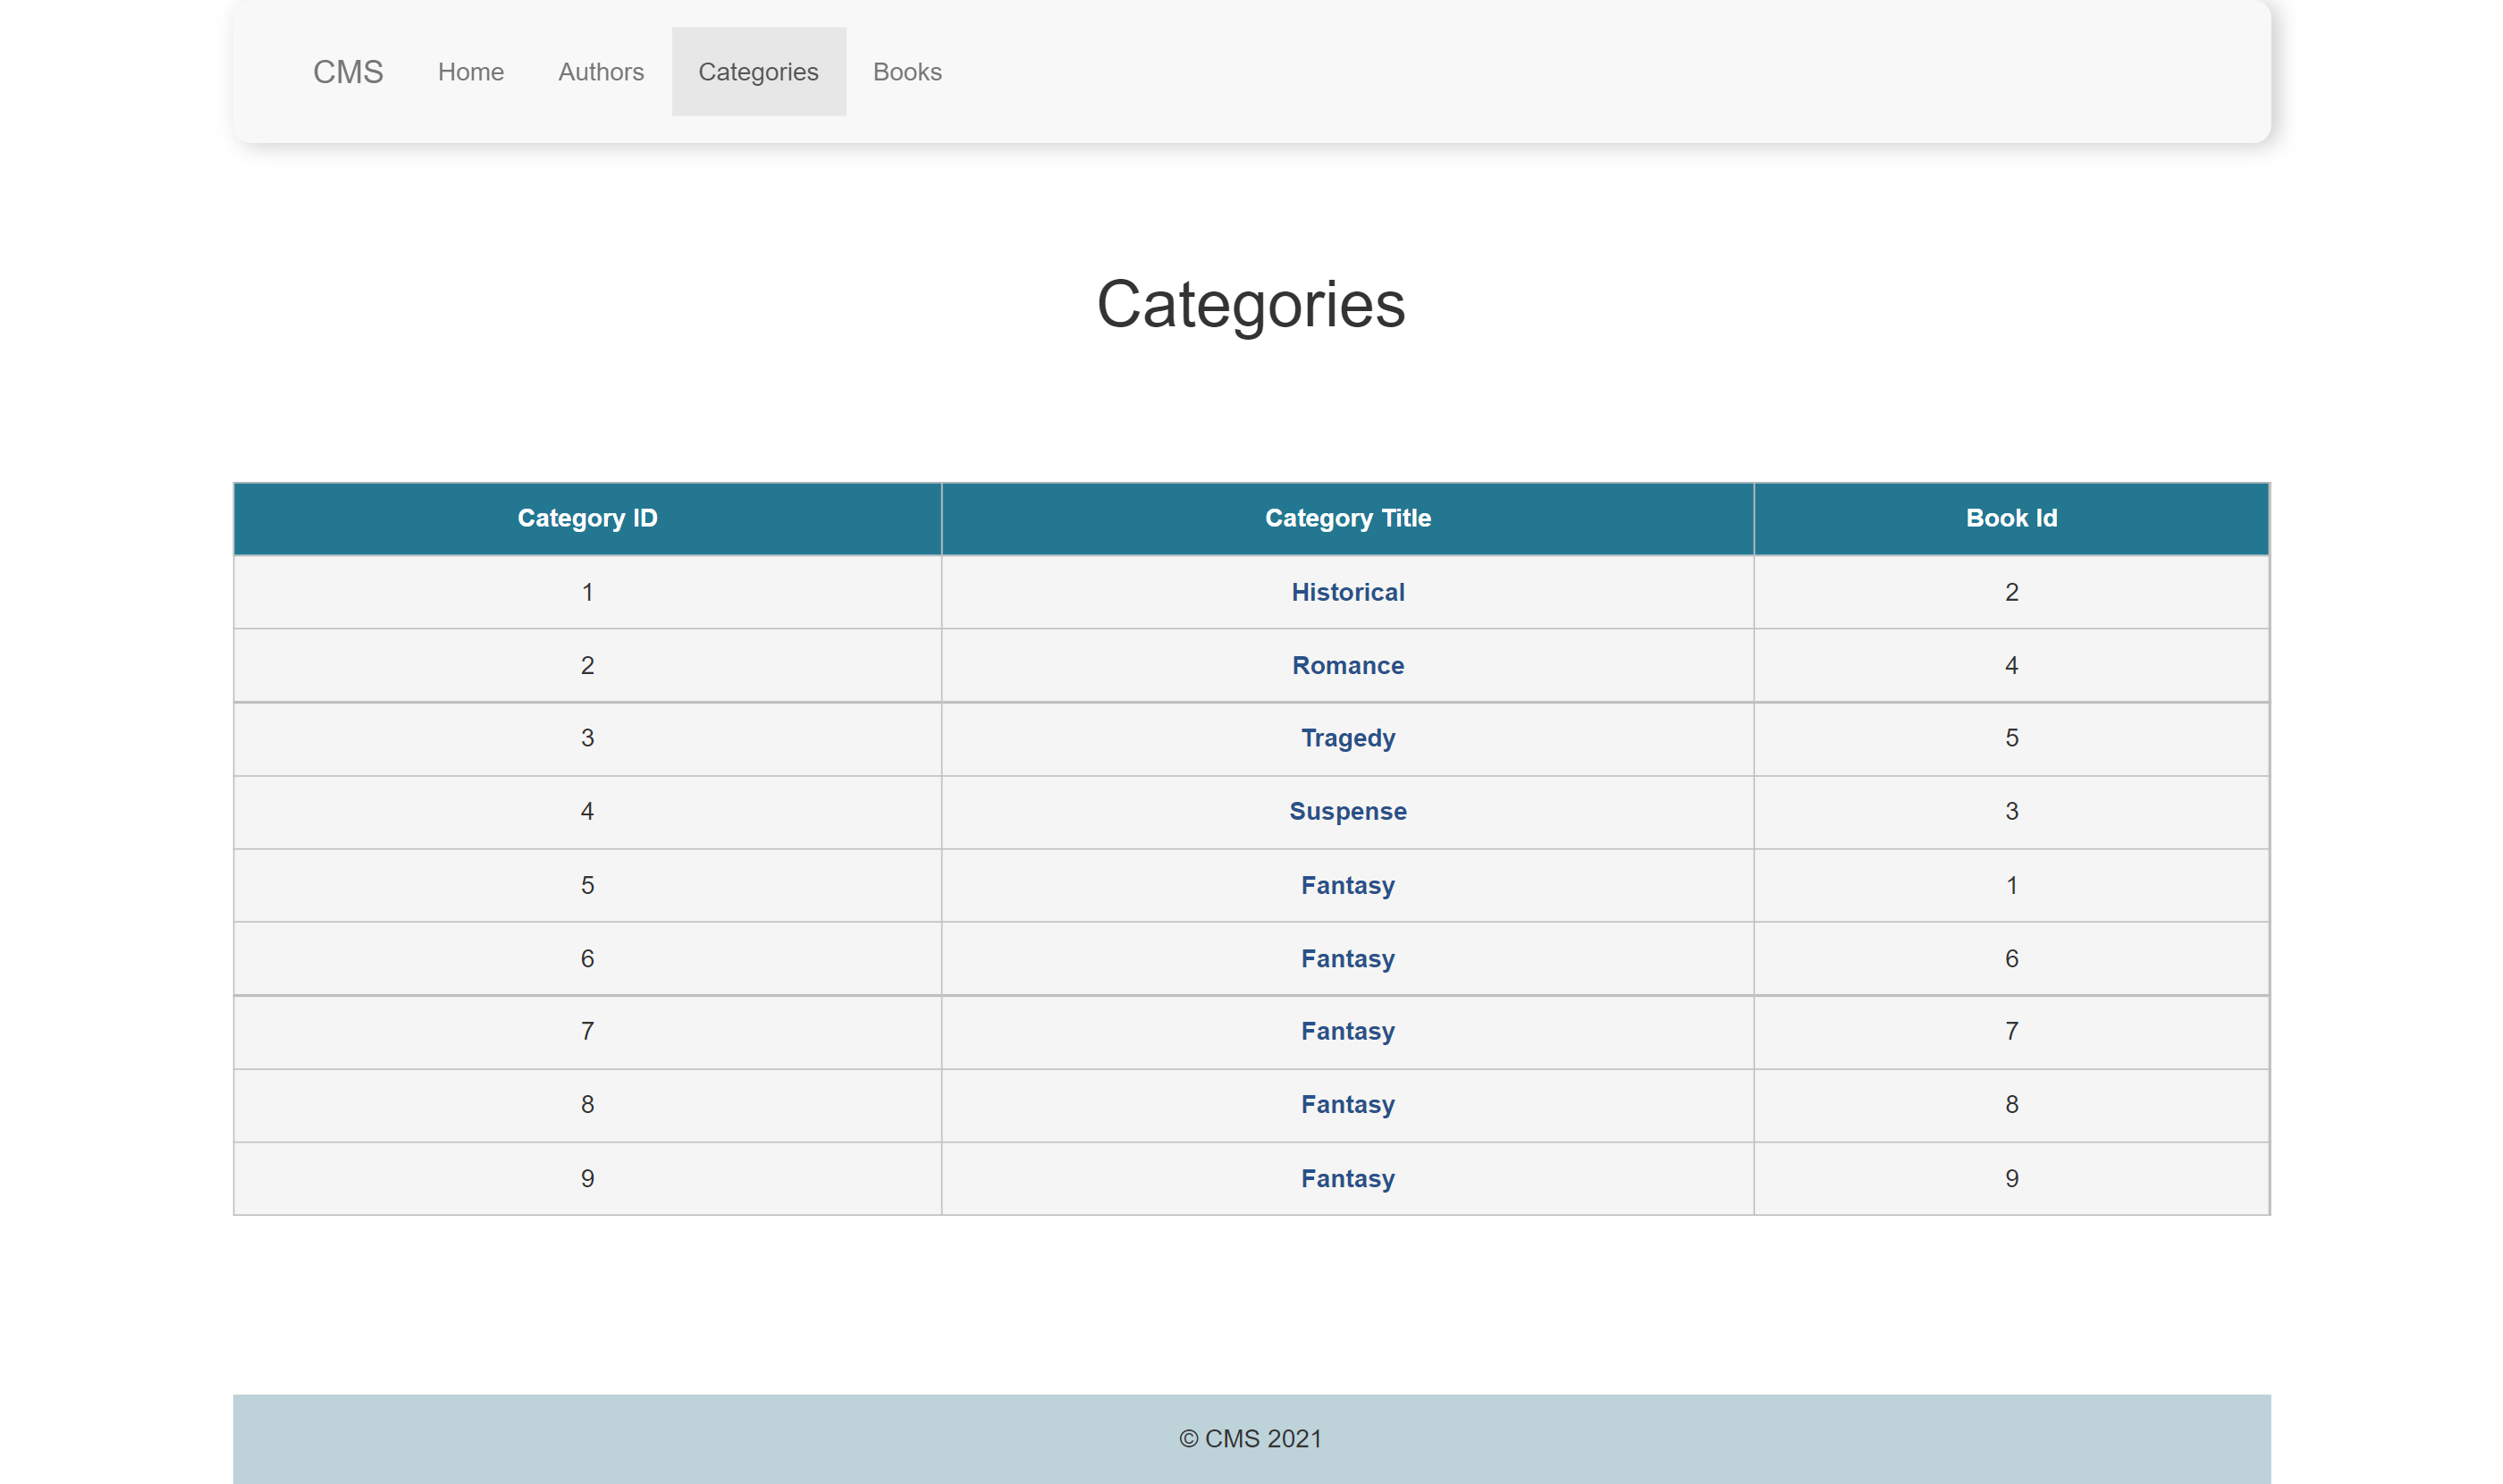 CMS Home Authors Categories Books
Categories
Category ID Category Title Book Id
1 Historical 2
2 Romance 4
3 Tragedy 5
4 Suspense 3
5 Fantasy 1
6 Fantasy 6
7 Fantasy 7
8 Fantasy 8
9 Fantasy 9
© CMS 2021